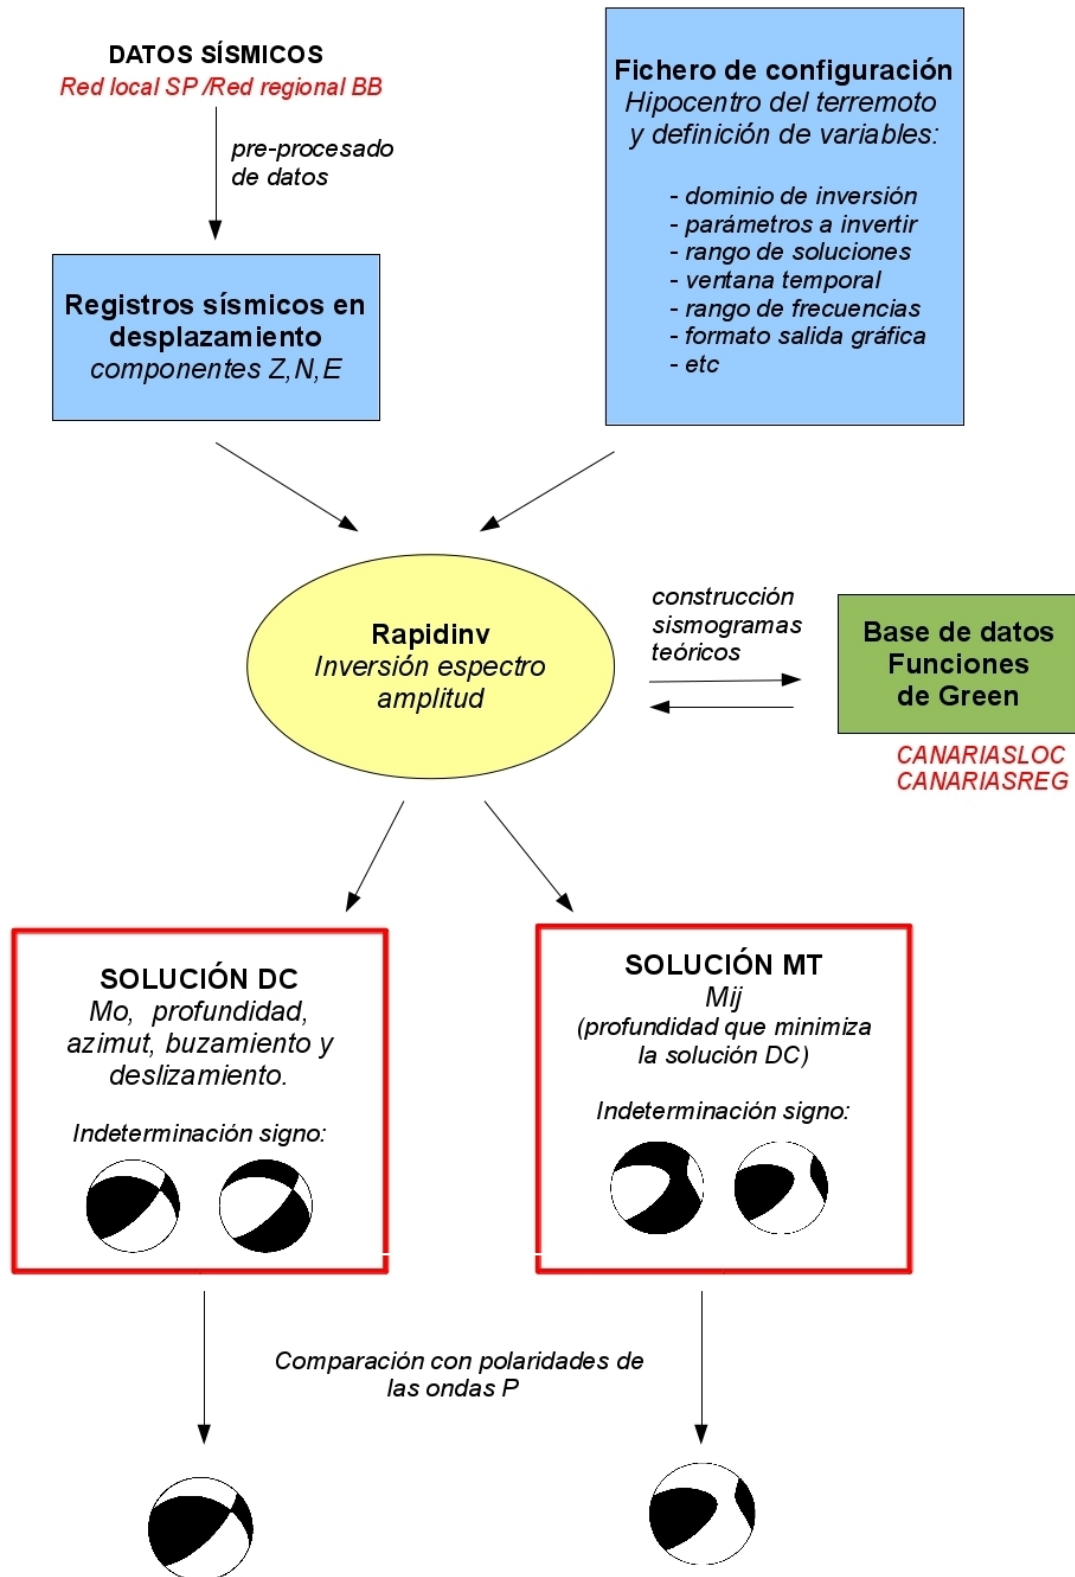 DATOS SÍSMICOS
Red local SP /Red regional BB
pre-procesado
de datos
Registros sísmicos en
desplazamiento
componentes Z,N,E
Fichero de configuración
Hipocentro del terremoto
y definición de variables:
- dominio de inversión
- parámetros a invertir
- rango de soluciones
- ventana temporal
- rango de frecuencias
- formato salida gráfica
- etc
Rapidinv
Inversión espectro
amplitud
construcción
sismogramas
teóricos
Base de datos
Funciones
de Green
CANARIASLOC
CANARIASREG
SOLUCIÓN DC
Mo, profundidad,
azimut, buzamiento y
deslizamiento.
Indeterminación signo:
SOLUCIÓN MT
Mij
(profundidad que minimiza
la solución DC)
Indeterminación signo:
Comparación con polaridades de
las ondas P